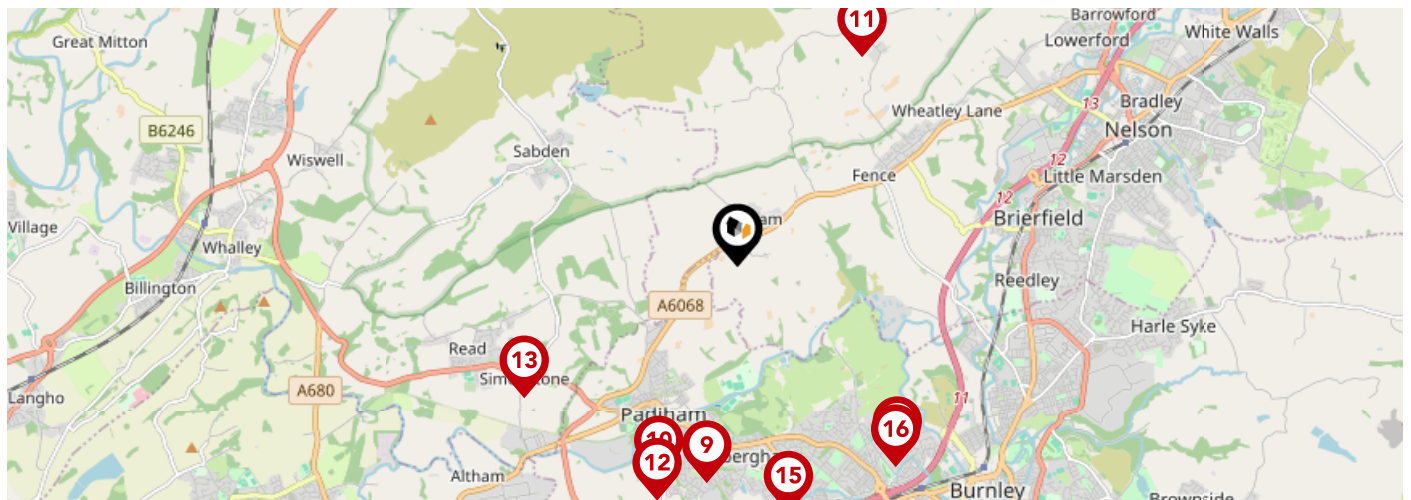 11
Barrowford
White Walls
Great Mitton
Lowerford
13
Bradley
Wheatley Lane
B6246
Nelson
Sabden
Wiswell
12
Fence
Little Marsden
12
Village
Brierfield
Whalley
Reedley
Billington
A6068
Harle Syke
Read
13
A680
11
Langho
Padiham
16
10
9
12
15
Altham
Burnley